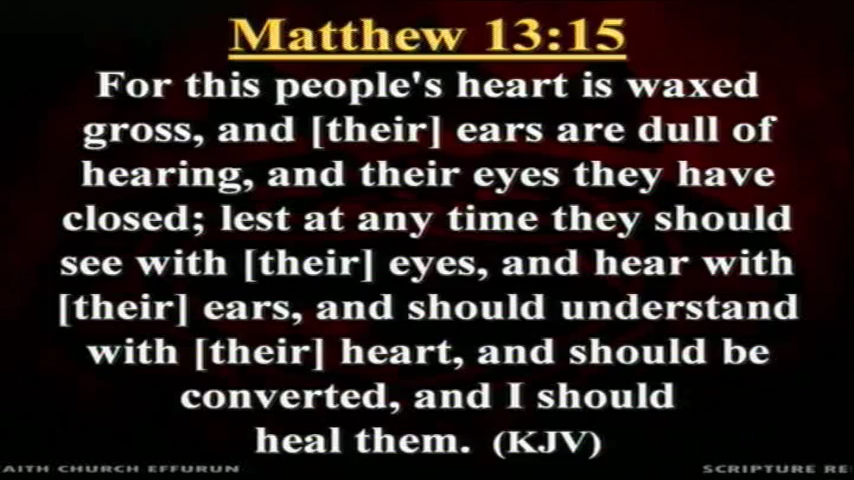 Matthew 13:15
For this people's heart is waxed
gross, and [their] ears are dull of
hearing, and their eyes they have
closed; lest at any time they should
see with [their] eyes, and hear with
[their] ears, and should understand
with [their] heart, and should be
converted, and I should
heal them. (KJV)
AITH CHURCH EFFURUN SCRIPTURE RE